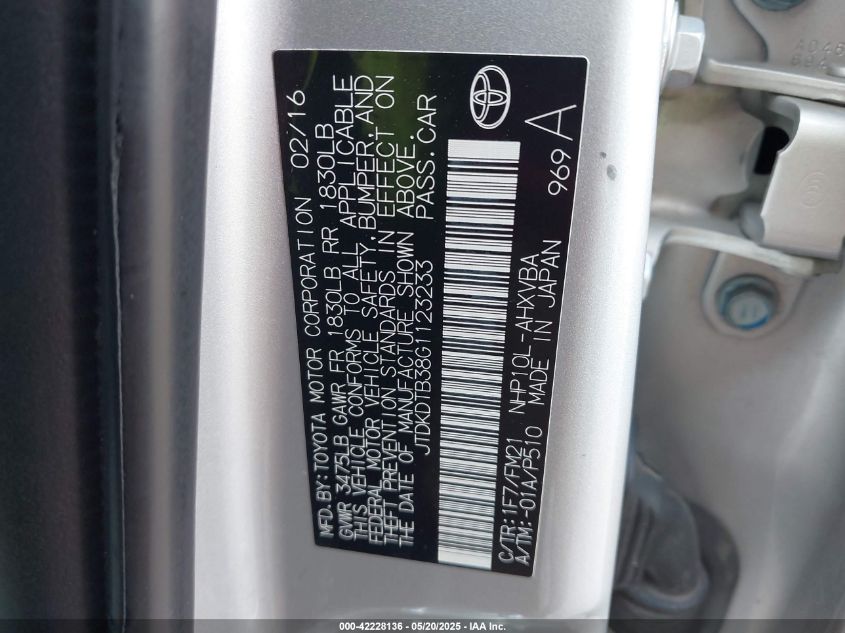 MFD. BY: TOYOTA MOTOR CORPORATION 02/16
GVWR 3475LB GAWR FR 1830LB RR 1830LB
THIS VEHICLE CONFORMS TO ALL APPLICABLE
FEDERAL MOTOR VEHICLE SAFETY, BUMPER, AND
THEFT PREVENTION STANDARDS IN EFFECT ON
THE DATE OF MANUFACTURE SHOWN ABOVE.
JTDKDTB38G1123233 PASS. CAR
C/TR: 1F7/FM21 NHP10L-AHXVBA
A/TM: -01A/P510 MADE IN JAPAN 969 A
000-42228136 - 05/20/2025 - IAA Inc.